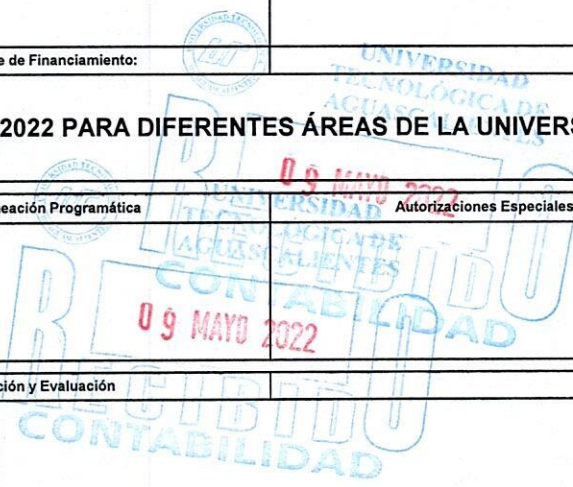 e de Financiamiento:
UNIVERSIDAD
TECNOLÓGICA DE
AGUASCALIENTES
2022 PARA DIFERENTES ÁREAS DE LA UNIVERS
09 MAYO 2022
RECIBIDO
CONTABILIDAD
eación Programática
Autorizaciones Especiales
UNIVERSIDAD
TECNOLÓGICA DE
AGUASCALIENTES
09 MAYO 2022
RECIBIDO
ción y Evaluación
CONTABILIDAD